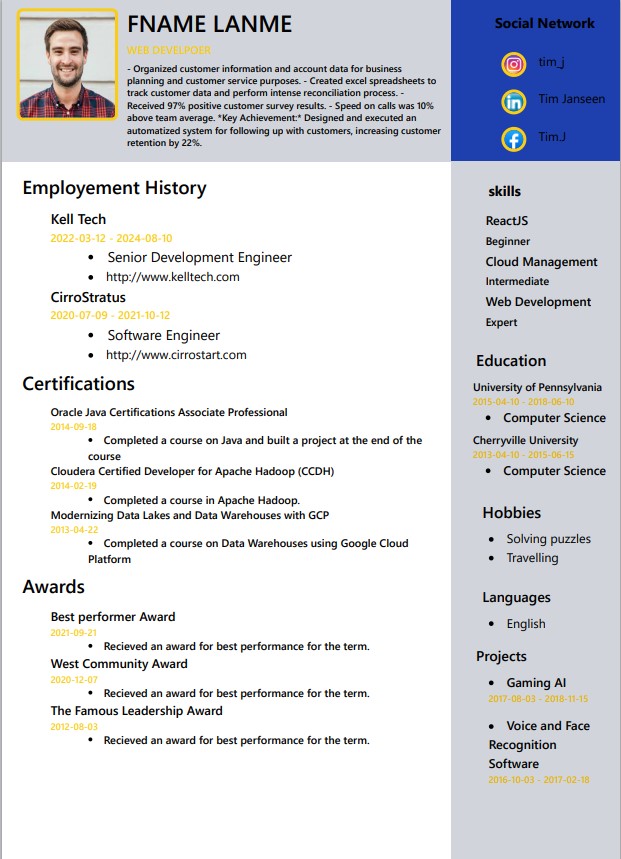 FNAME LANME
WEB DEVELPOER
- Organized customer information and account data for business
planning and customer service purposes. - Created excel spreadsheets to
track customer data and perform intense reconciliation process. -
Received 97% positive customer survey results. - Speed on calls was 10%
above team average. *Key Achievement:* Designed and executed an
automatized system for following up with customers, increasing customer
retention by 22%.
Social Network
tim_j
Tim Janseen
Tim.J
Employement History
Kell Tech
2022-03-12 - 2024-08-10
• Senior Development Engineer
• http://www.kelltech.com
CirroStratus
2020-07-09 - 2021-10-12
• Software Engineer
• http://www.cirrostart.com
Certifications
Oracle Java Certifications Associate Professional
2014-09-18
• Completed a course on Java and built a project at the end of the
course
Cloudera Certified Developer for Apache Hadoop (CCDH)
2014-02-19
• Completed a course in Apache Hadoop.
Modernizing Data Lakes and Data Warehouses with GCP
2013-04-22
• Completed a course on Data Warehouses using Google Cloud
Platform
Awards
Best performer Award
2021-09-21
• Recieved an award for best performance for the term.
West Community Award
2020-12-07
• Recieved an award for best performance for the term.
The Famous Leadership Award
2012-08-03
• Recieved an award for best performance for the term.
skills
ReactJS
Beginner
Cloud Management
Intermediate
Web Development
Expert
Education
University of Pennsylvania
2015-04-10 - 2018-06-10
• Computer Science
Cherryville University
2013-04-10 - 2015-06-15
• Computer Science
Hobbies
• Solving puzzles
• Travelling
Languages
• English
Projects
• Gaming AI
2017-08-03 - 2018-11-15
• Voice and Face
Recognition
Software
2016-10-03 - 2017-02-18